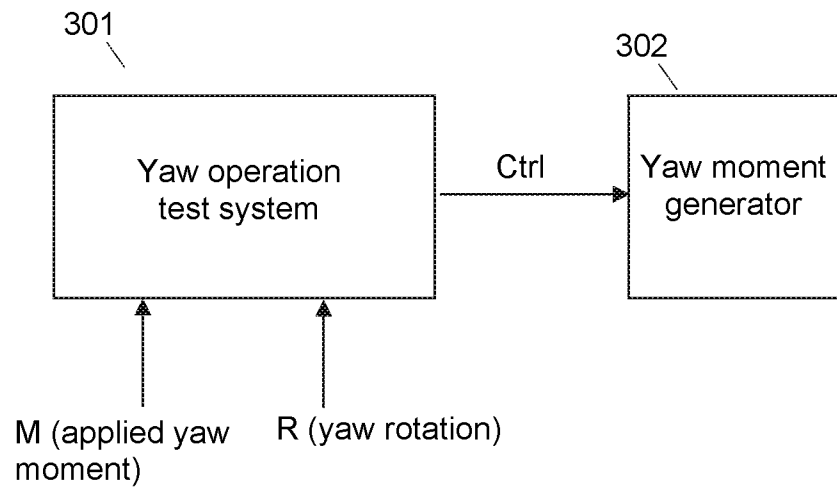 301
302
Yaw operation
test system
Ctrl
Yaw moment
generator
M (applied yaw
moment)
R (yaw rotation)